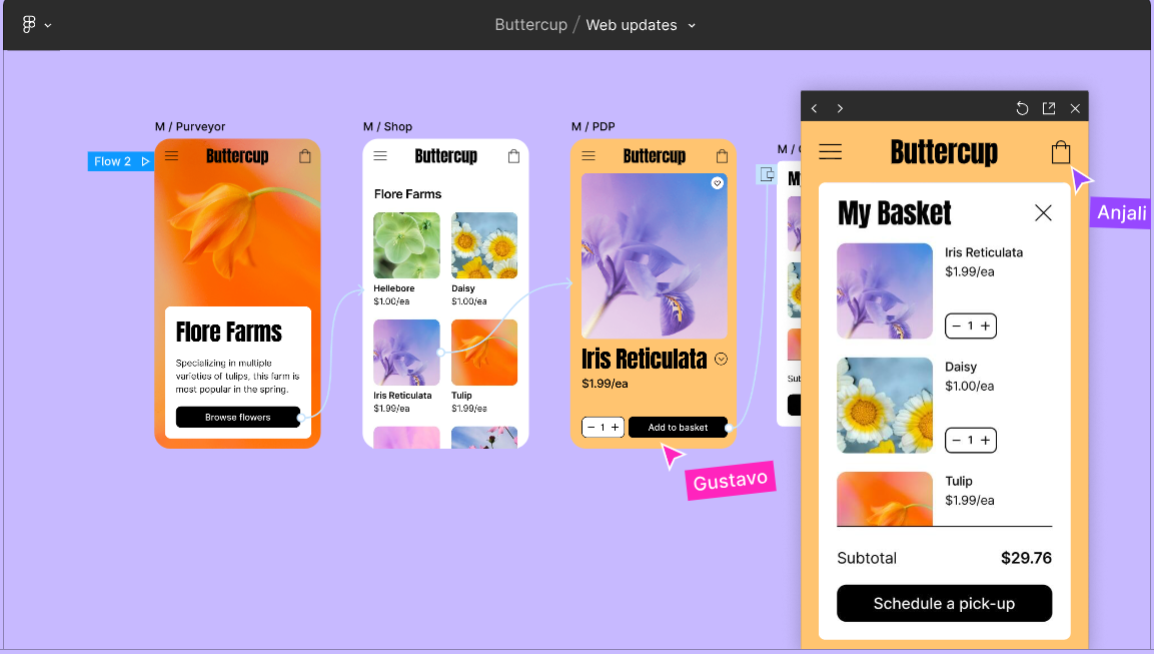 Buttercup / Web updates
M / Purveyor
Flow 2
Buttercup
Flore Farms
Specializing in multiple
varieties of tulips, this farm is
most popular in the spring.
Browse flowers
M / Shop
Buttercup
Flore Farms
Hellebore
$1.00/ea
Daisy
$1.00/ea
Iris Reticulata
$1.99/ea
Tulip
$1.99/ea
M / PDP
Buttercup
Iris Reticulata
$1.99/ea
− 1 +
Add to basket
Gustavo
M /
M
Sub
Buttercup
Anjali
My Basket
Iris Reticulata
$1.99/ea
− 1 +
Daisy
$1.00/ea
− 1 +
Tulip
$1.99/ea
Subtotal
$29.76
Schedule a pick-up